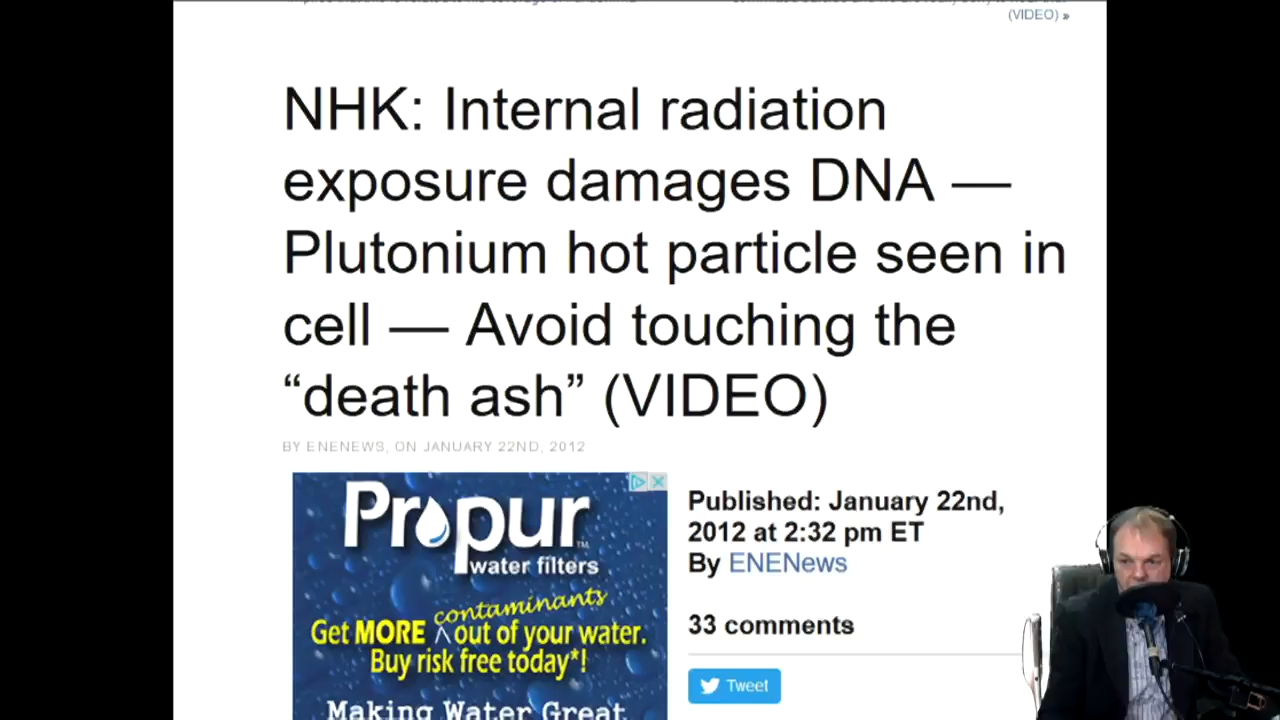 (VIDEO) »
NHK: Internal radiation
exposure damages DNA —
Plutonium hot particle seen in
cell — Avoid touching the
“death ash” (VIDEO)
BY ENENEWS, ON JANUARY 22ND, 2012
Propur™
water filters
contaminants
Get MORE ^ out of your water.
Buy risk free today*!
Making Water Great
Published: January 22nd,
2012 at 2:32 pm ET
By ENENews
33 comments
Tweet